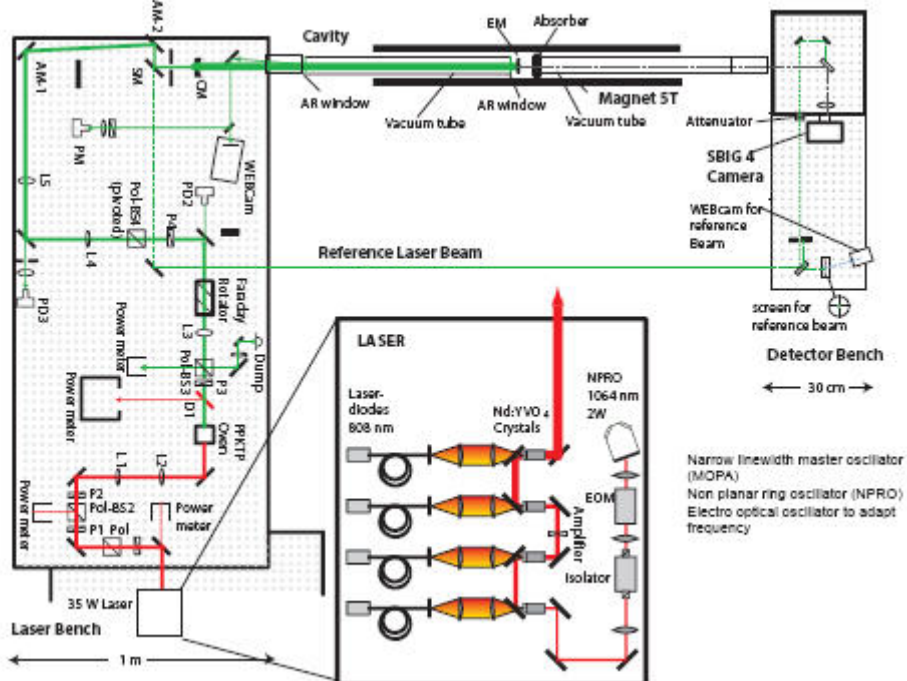 AM-2
Cavity
EM
Absorber
AM-1
SM
CM
AR window
Vacuum tube
AR window
Vacuum tube
Magnet 5T
Attenuator
SBIG 4
Camera
PM
WEBCam
PD2
L5
Pol-BS4
(pivoted)
P4
L4
WEBcam for
reference
Beam
Reference Laser Beam
Faraday
Rotator
PD3
L3
screen for
reference beam
Power meter
Pol-BS3
P3
Dump
Detector Bench
30 cm
Power
meter
D1
PPKTP
Oven
LASER
Laser-
diodes
808 nm
Nd:YVO4
Crystals
NPRO
1064 nm
2W
L1
L2
Power meter
P2
Pol-BS2
P1 Pol
Power
meter
EOM
Amplifier
Isolator
Narrow linewidth master oscillator
(MOPA)
Non planar ring oscillator (NPRO)
Electro optical oscillator to adapt
frequency
35 W Laser
Laser Bench
1 m